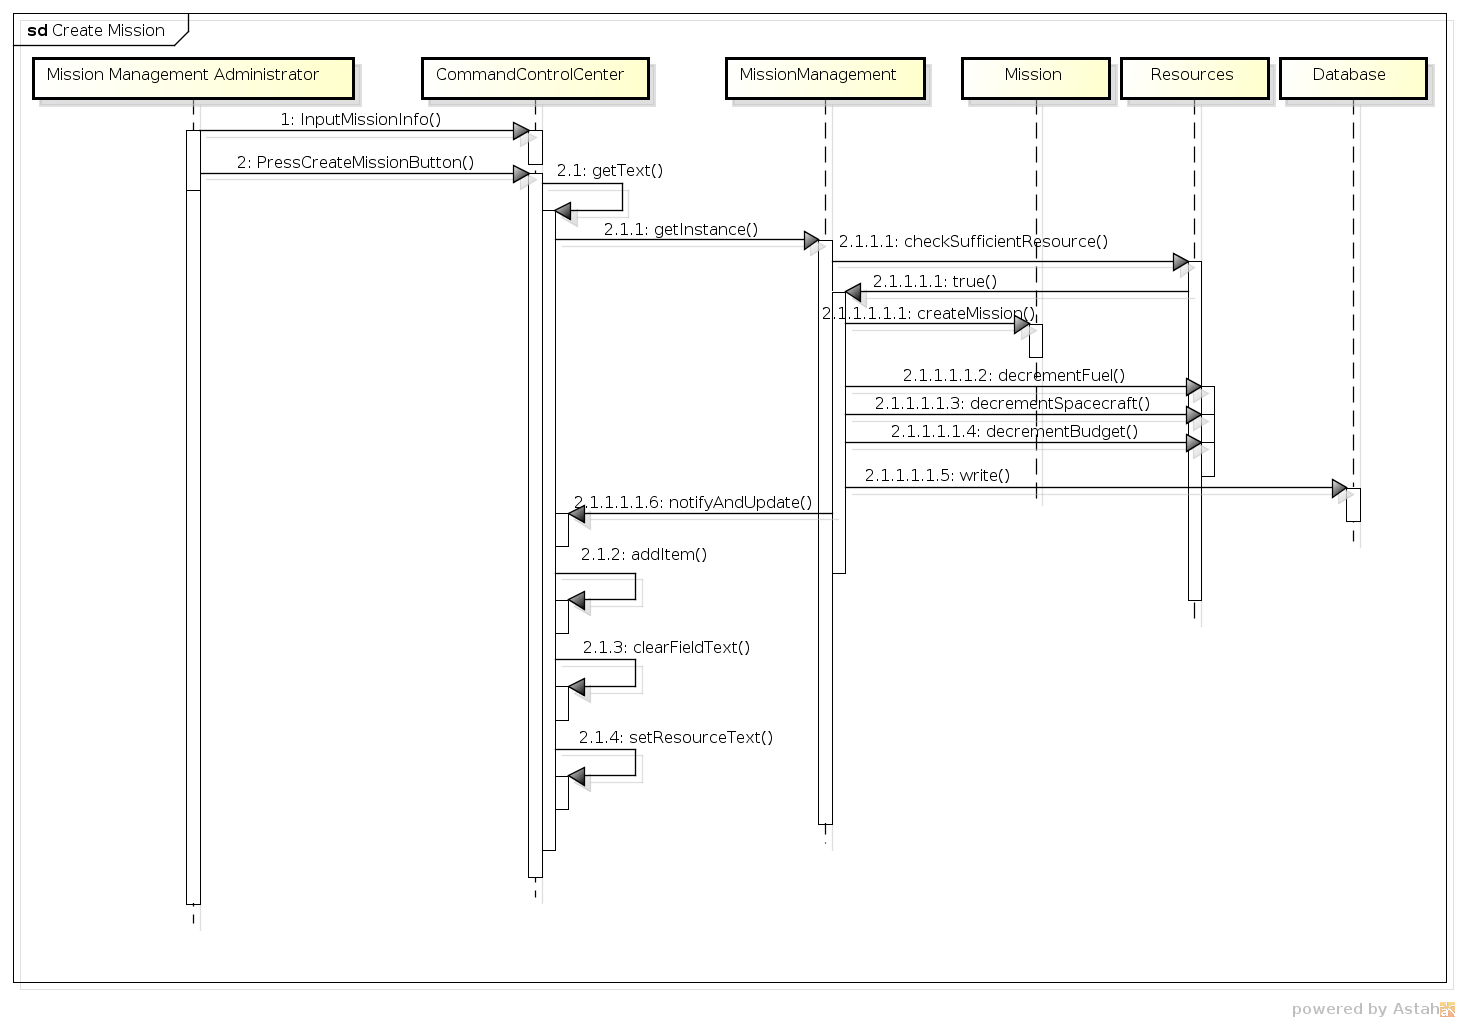 sd Create Mission
Mission Management Administrator
CommandControlCenter
MissionManagement
Mission
Resources
Database
1: InputMissionInfo()
2: PressCreateMissionButton()
2.1: getText()
2.1.1: getInstance()
2.1.1.1: checkSufficientResource()
2.1.1.1.1: true()
2.1.1.1.1.1: createMission()
2.1.1.1.1.2: decrementFuel()
2.1.1.1.1.3: decrementSpacecraft()
2.1.1.1.1.4: decrementBudget()
2.1.1.1.1.5: write()
2.1.1.1.1.6: notifyAndUpdate()
2.1.2: addItem()
2.1.3: clearFieldText()
2.1.4: setResourceText()
powered by Astah